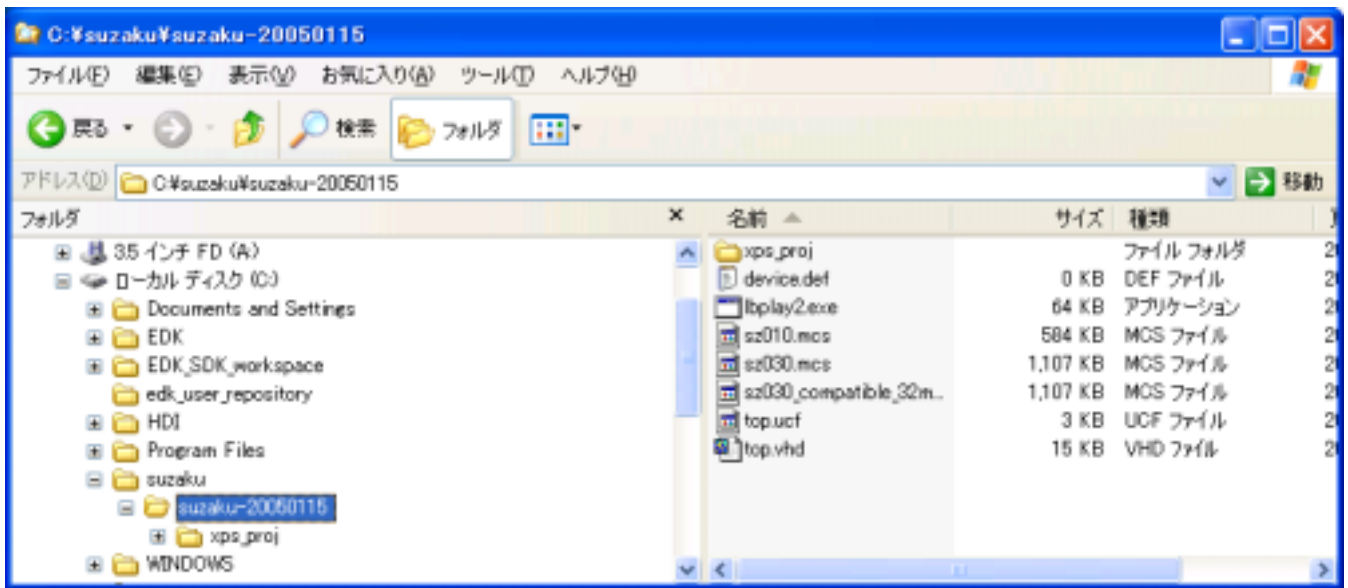 C:¥suzaku¥suzaku-20050115
ファイル(F) 編集(E) 表示(V) お気に入り(A) ツール(T) ヘルプ(H)
戻る 検索 フォルダ
アドレス(D) C:¥suzaku¥suzaku-20050115 移動
フォルダ × 名前 サイズ 種類
3.5 インチ FD (A:)
ローカル ディスク (C:)
Documents and Settings
EDK
EDK_SDK_workspace
edk_user_repository
HDI
Program Files
suzaku
suzaku-20050115
xps_proj
WINDOWS
xps_proj ファイル フォルダ
device.def 0 KB DEF ファイル
lbplay2.exe 64 KB アプリケーション
sz010.mcs 584 KB MCS ファイル
sz030.mcs 1,107 KB MCS ファイル
sz030_compatible_32m... 1,107 KB MCS ファイル
top.ucf 3 KB UCF ファイル
top.vhd 15 KB VHD ファイル